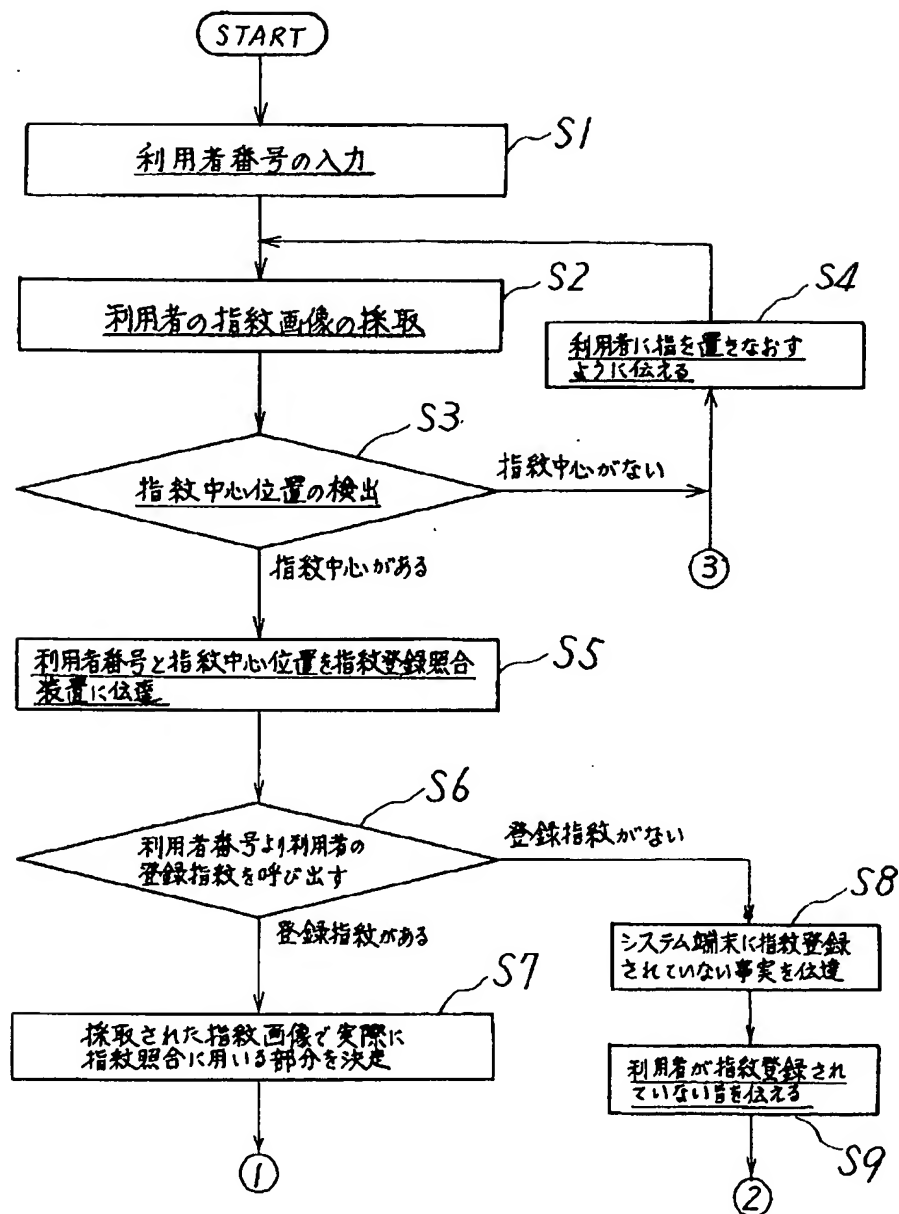 START
利用者番号の入力
S1
利用者の指紋画像の採取
S2
利用者に指を置きなおす
ように伝える
S4
指紋中心位置の検出
S3
指紋中心がない
指紋中心がある
③
利用者番号と指紋中心位置を指紋登録照合
装置に伝達
S5
利用者番号より利用者の
登録指紋を呼び出す
S6
登録指紋がない
登録指紋がある
システム端末に指紋登録
されていない事実を伝達
S8
採取された指紋画像で実際に
指紋照合に用いる部分を決定
S7
利用者が指紋登録され
ていない旨を伝える
S9
①
②